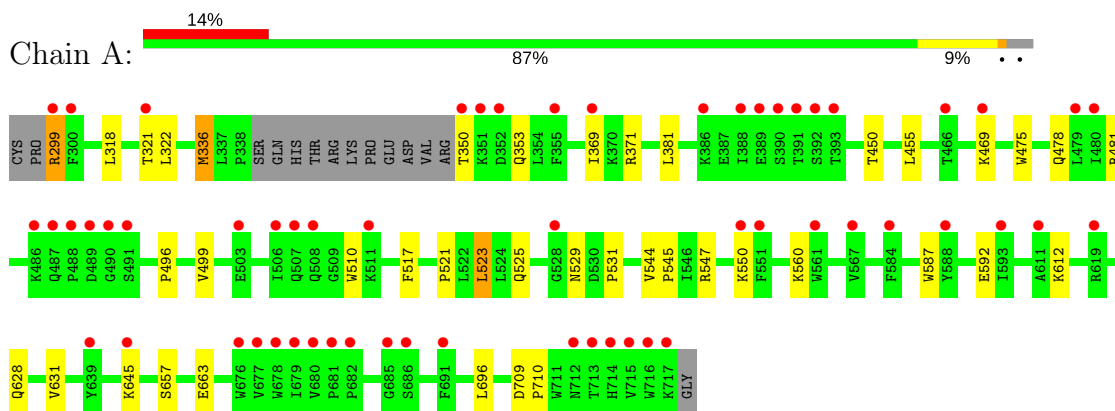 14%
Chain A:
87% 9% • •
CYS PRO R299 F300 L318 T321 L322 M336 L337 P338 SER GLN HIS THR ARG LYS PRO GLU ASP VAL ARG T350 K351 D352 Q353 L354 F355 I369 K370 R371 L381 K386 E387 I388 E389 S390 T391 S392 T393 T450 L455 T466 K469 W475 Q478 L479 I480 R481
K486 Q487 P488 D489 G490 S491 P496 V499 E503 I506 Q507 Q508 G509 W510 K511 F517 P521 L522 L523 L524 Q525 G528 N529 D530 P531 V544 P545 I546 R547 K550 F551 K560 W561 V567 F584 W587 Y588 E592 I593 A611 K612 R619
Q628 V631 Y639 K645 S657 E663 W676 V677 W678 I679 V680 P681 P682 G685 S686 F691 L696 D709 P710 W711 N712 T713 H714 V715 W716 K717 GLY